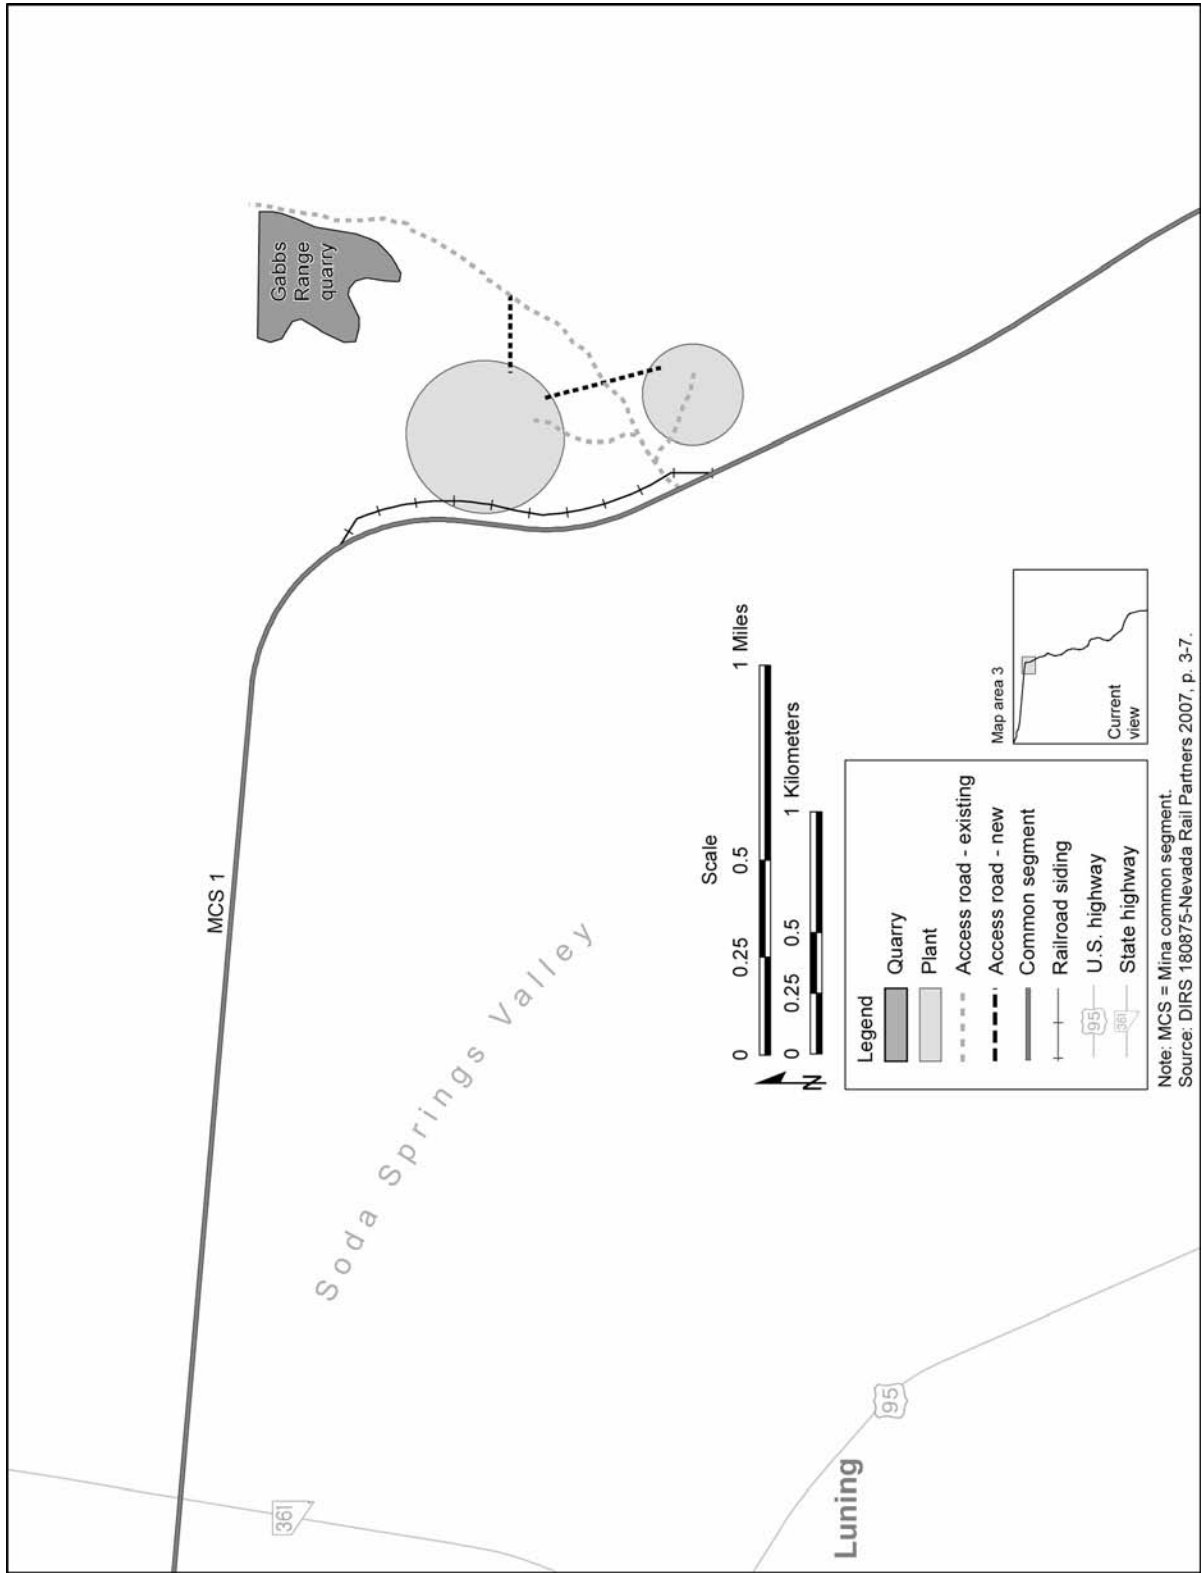 361
MCS 1
Gabbs
Range
quarry
Soda Springs Valley
Luning
95
Scale
0 0.25 0.5 1 Miles
0 0.25 0.5 1 Kilometers
N
Legend
Quarry
Plant
Access road - existing
Access road - new
Common segment
Railroad siding
95 U.S. highway
361 State highway
Map area 3
Current
view
Note: MCS = Mina common segment.
Source: DIRS 180875-Nevada Rail Partners 2007, p. 3-7.